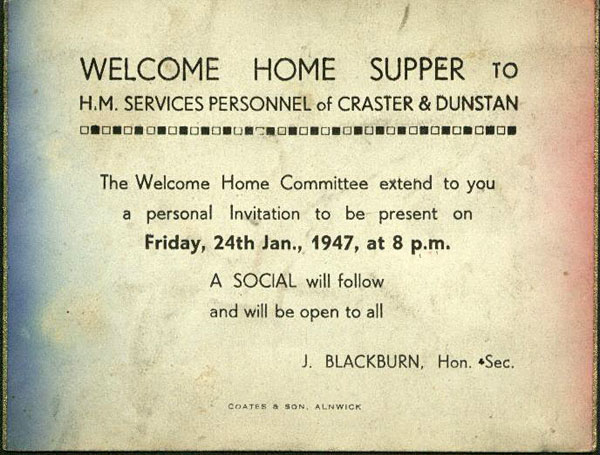 WELCOME HOME SUPPER TO
H.M. SERVICES PERSONNEL of CRASTER & DUNSTAN
The Welcome Home Committee extend to you
a personal Invitation to be present on
Friday, 24th Jan., 1947, at 8 p.m.
A SOCIAL will follow
and will be open to all
J. BLACKBURN, Hon. Sec.
COATES & SON, ALNWICK